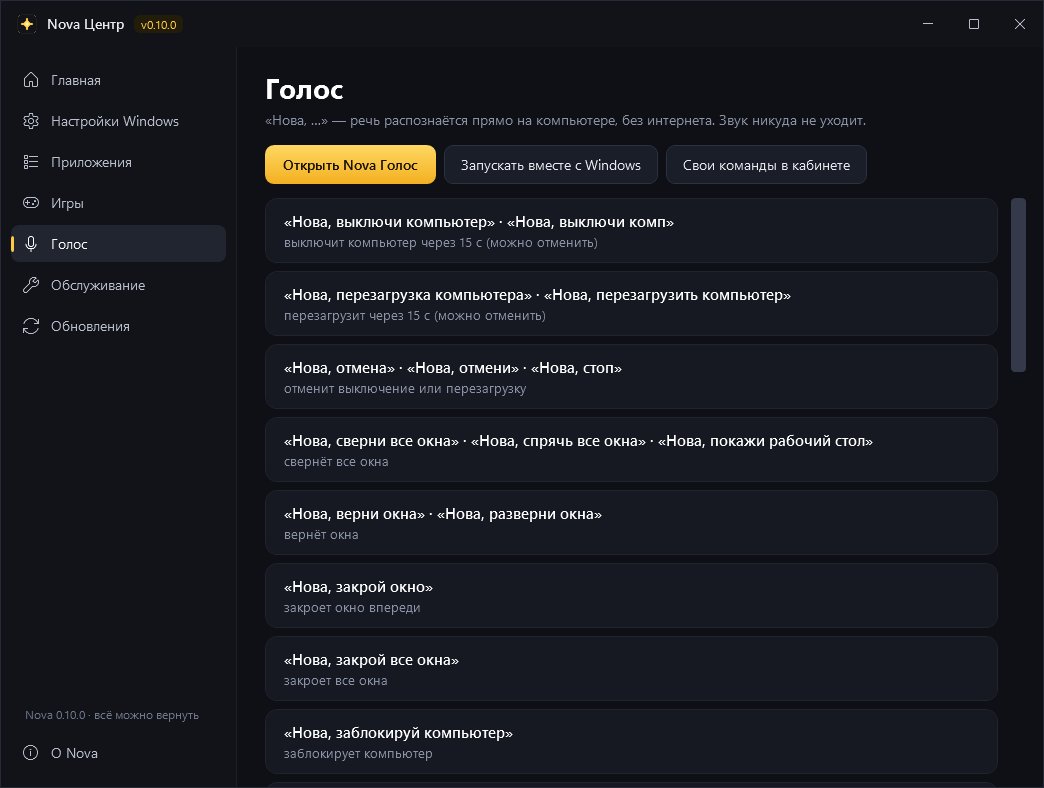 Nova Центр v0.10.0
Главная
Настройки Windows
Приложения
Игры
Голос
Обслуживание
Обновления
Nova 0.10.0 · всё можно вернуть
О Nova
Голос
«Нова, ...» — речь распознаётся прямо на компьютере, без интернета. Звук никуда не уходит.
Открыть Nova Голос
Запускать вместе с Windows
Свои команды в кабинете
«Нова, выключи компьютер» · «Нова, выключи комп»
выключит компьютер через 15 с (можно отменить)
«Нова, перезагрузка компьютера» · «Нова, перезагрузить компьютер»
перезагрузит через 15 с (можно отменить)
«Нова, отмена» · «Нова, отмени» · «Нова, стоп»
отменит выключение или перезагрузку
«Нова, сверни все окна» · «Нова, спрячь все окна» · «Нова, покажи рабочий стол»
свернёт все окна
«Нова, верни окна» · «Нова, разверни окна»
вернёт окна
«Нова, закрой окно»
закроет окно впереди
«Нова, закрой все окна»
закроет все окна
«Нова, заблокируй компьютер»
заблокирует компьютер